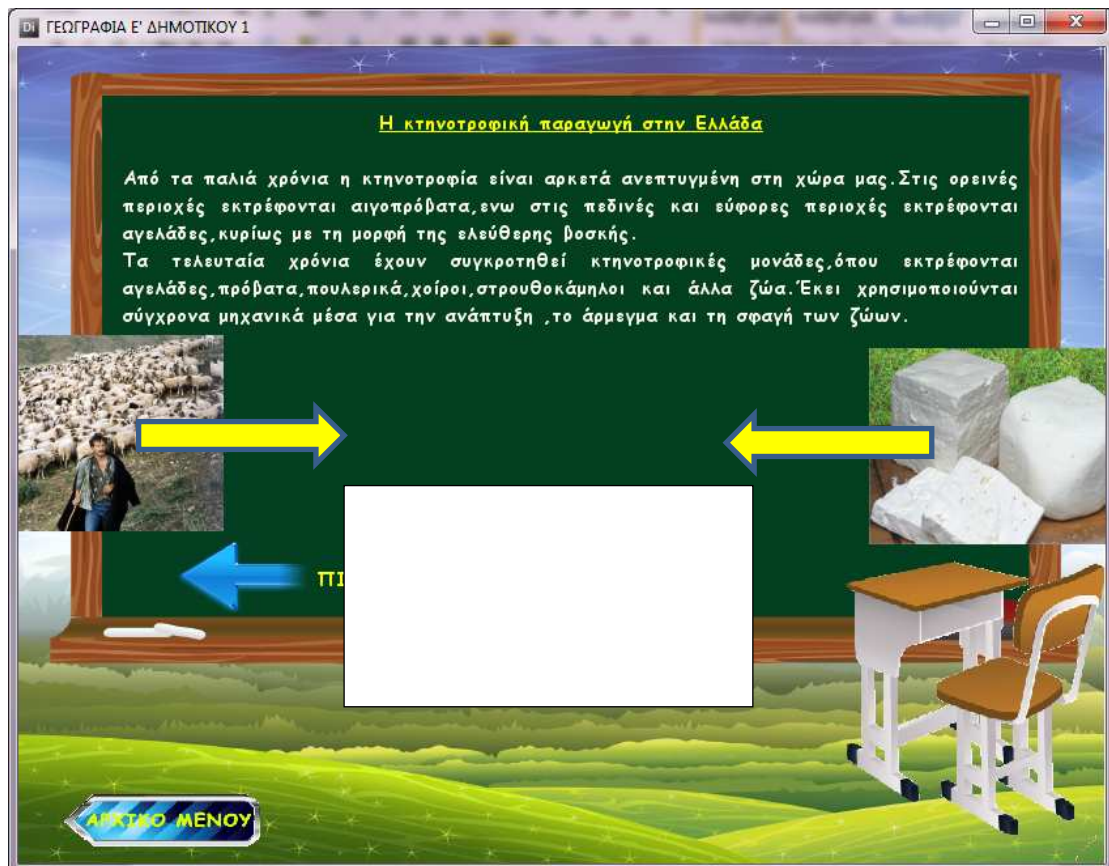 ΓΕΩΓΡΑΦΙΑ Ε' ΔΗΜΟΤΙΚΟΥ 1
Η κτηνοτροφική παραγωγή στην Ελλάδα
Από τα παλιά χρόνια η κτηνοτροφία είναι αρκετά ανεπτυγμένη στη χώρα μας.Στις ορεινές
περιοχές εκτρέφονται αιγοπρόβατα,ενω στις πεδινές και εύφορες περιοχές εκτρέφονται
αγελάδες,κυρίως με τη μορφή της ελεύθερης βοσκής.
Τα τελευταία χρόνια έχουν συγκροτηθεί κτηνοτροφικές μονάδες,όπου εκτρέφονται
αγελάδες,πρόβατα,πουλερικά,χοίροι,στρουθοκάμηλοι και άλλα ζώα.Έκει χρησιμοποιούνται
σύγχρονα μηχανικά μέσα για την ανάπτυξη ,το άρμεγμα και τη σφαγή των ζώων.
ΑΡΧΙΚΟ ΜΕΝΟΥ